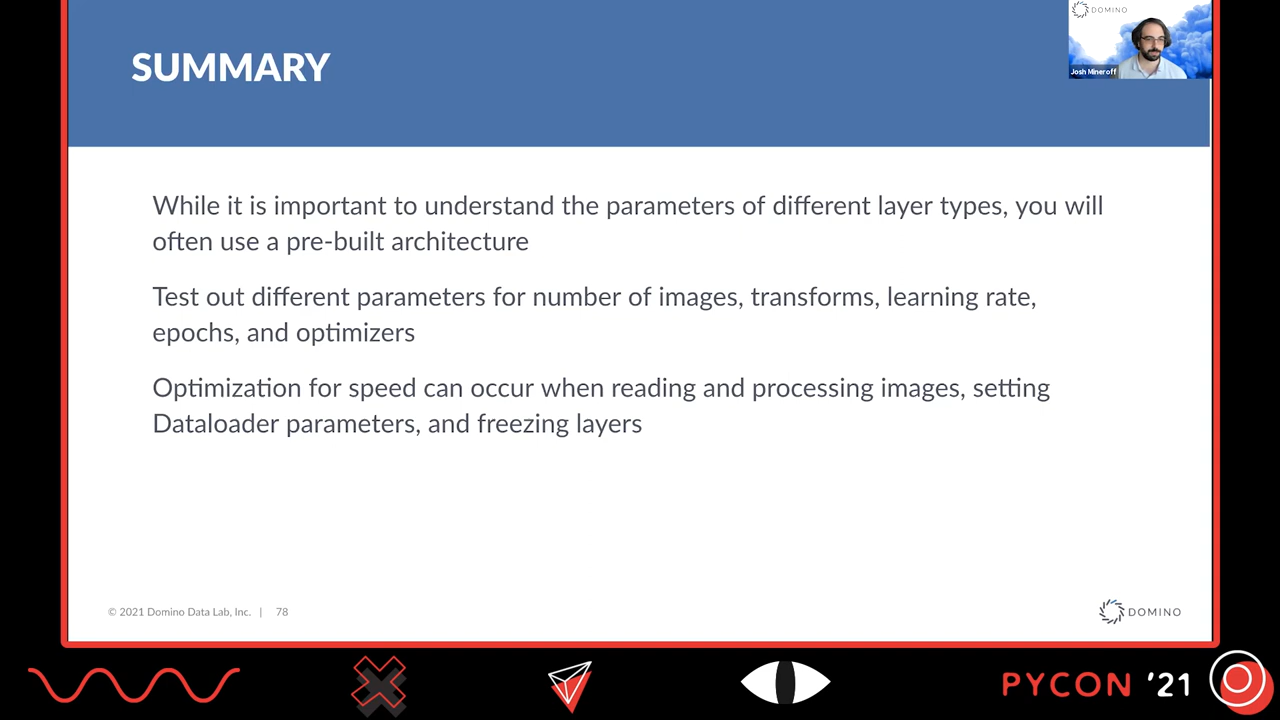 SUMMARY
DOMINO
Josh Mineroff
While it is important to understand the parameters of different layer types, you will
often use a pre-built architecture
Test out different parameters for number of images, transforms, learning rate,
epochs, and optimizers
Optimization for speed can occur when reading and processing images, setting
Dataloader parameters, and freezing layers
© 2021 Domino Data Lab, Inc. | 78
DOMINO
PYCON '21